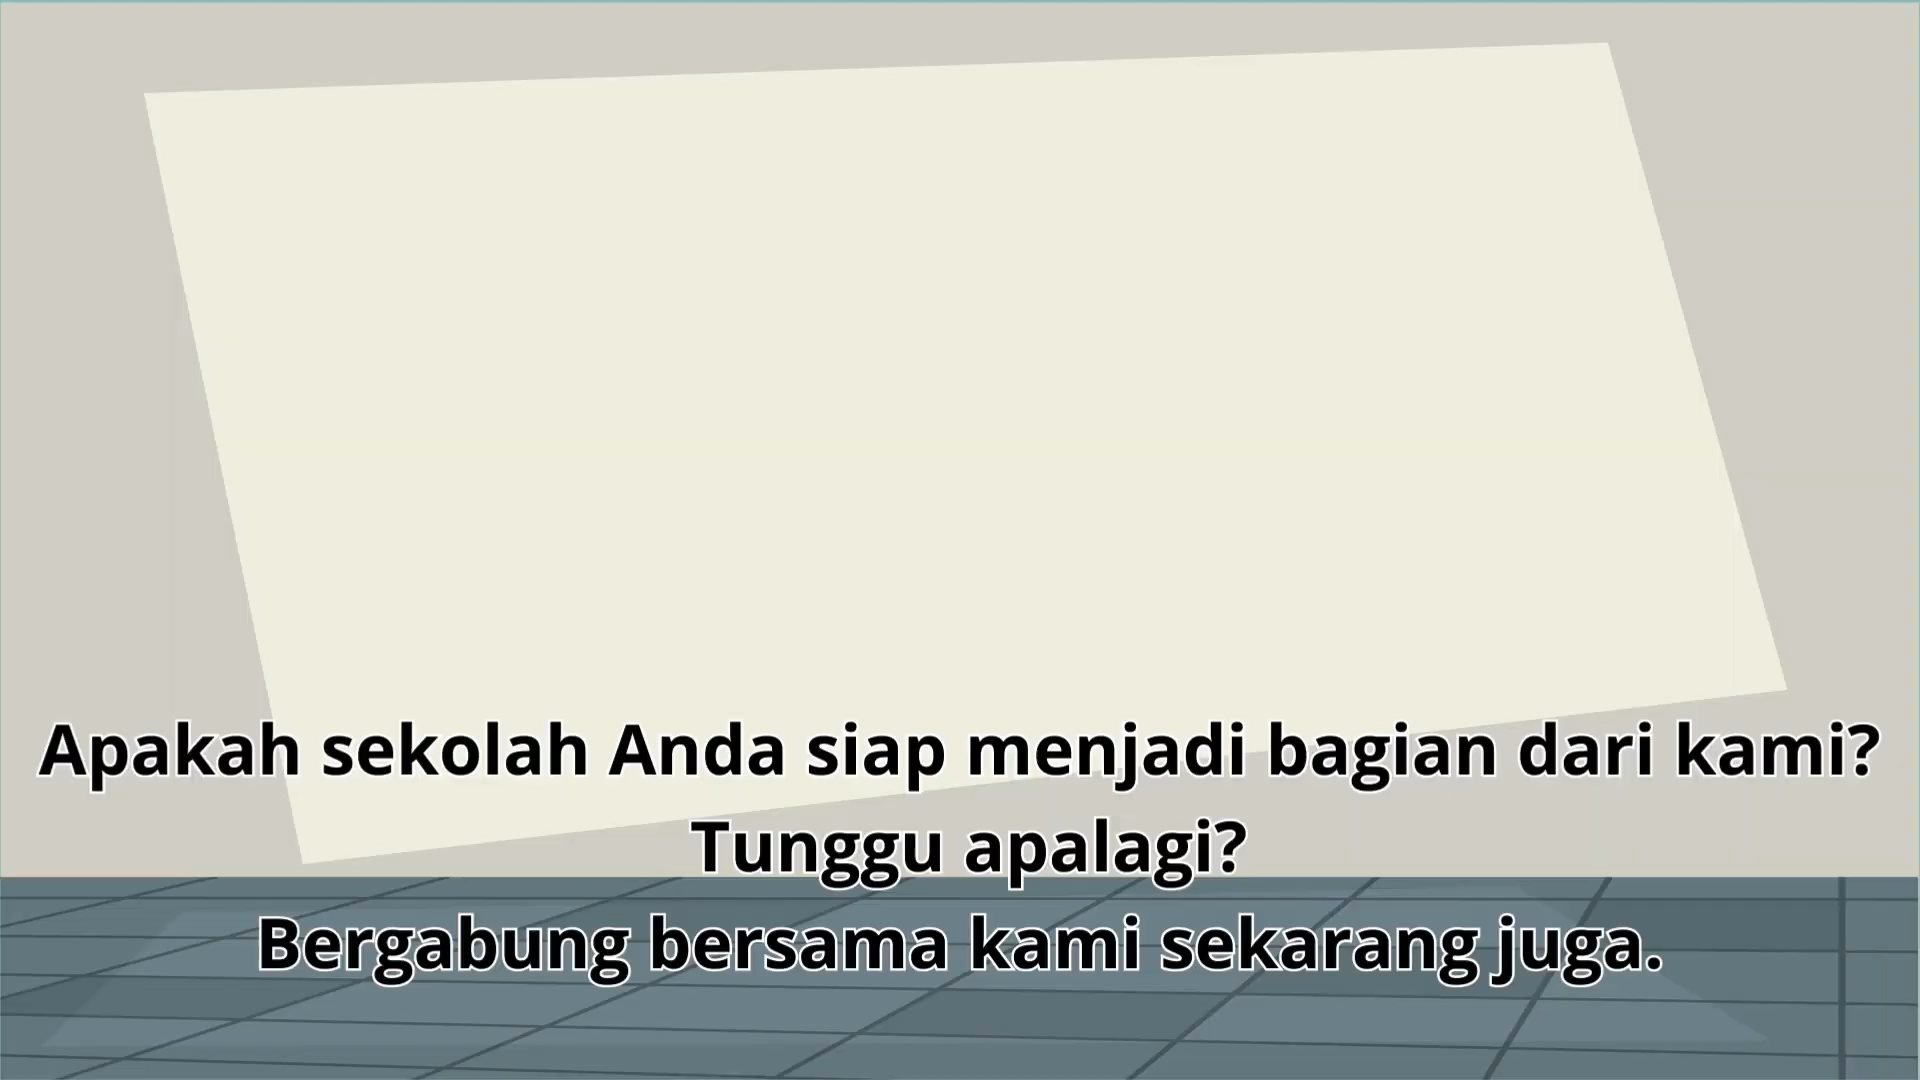 Apakah sekolah Anda siap menjadi bagian dari kami?
Tunggu apalagi?
Bergabung bersama kami sekarang juga.